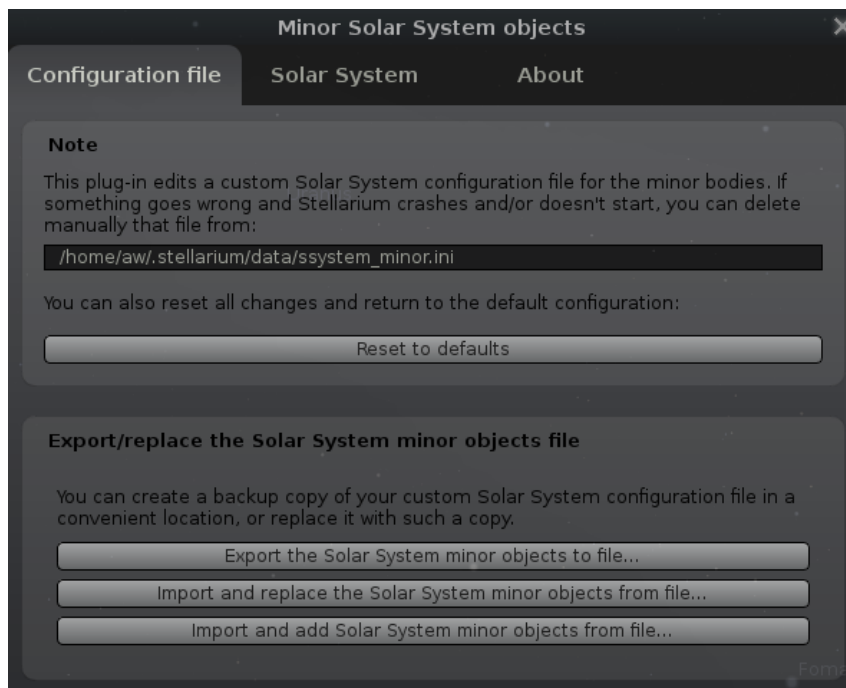 Minor Solar System objects
Configuration file
Solar System
About
Note
This plug-in edits a custom Solar System configuration file for the minor bodies. If
something goes wrong and Stellarium crashes and/or doesn't start, you can delete
manually that file from:
/home/aw/.stellarium/data/ssystem_minor.ini
You can also reset all changes and return to the default configuration:
Reset to defaults
Export/replace the Solar System minor objects file
You can create a backup copy of your custom Solar System configuration file in a
convenient location, or replace it with such a copy.
Export the Solar System minor objects to file...
Import and replace the Solar System minor objects from file...
Import and add Solar System minor objects from file...